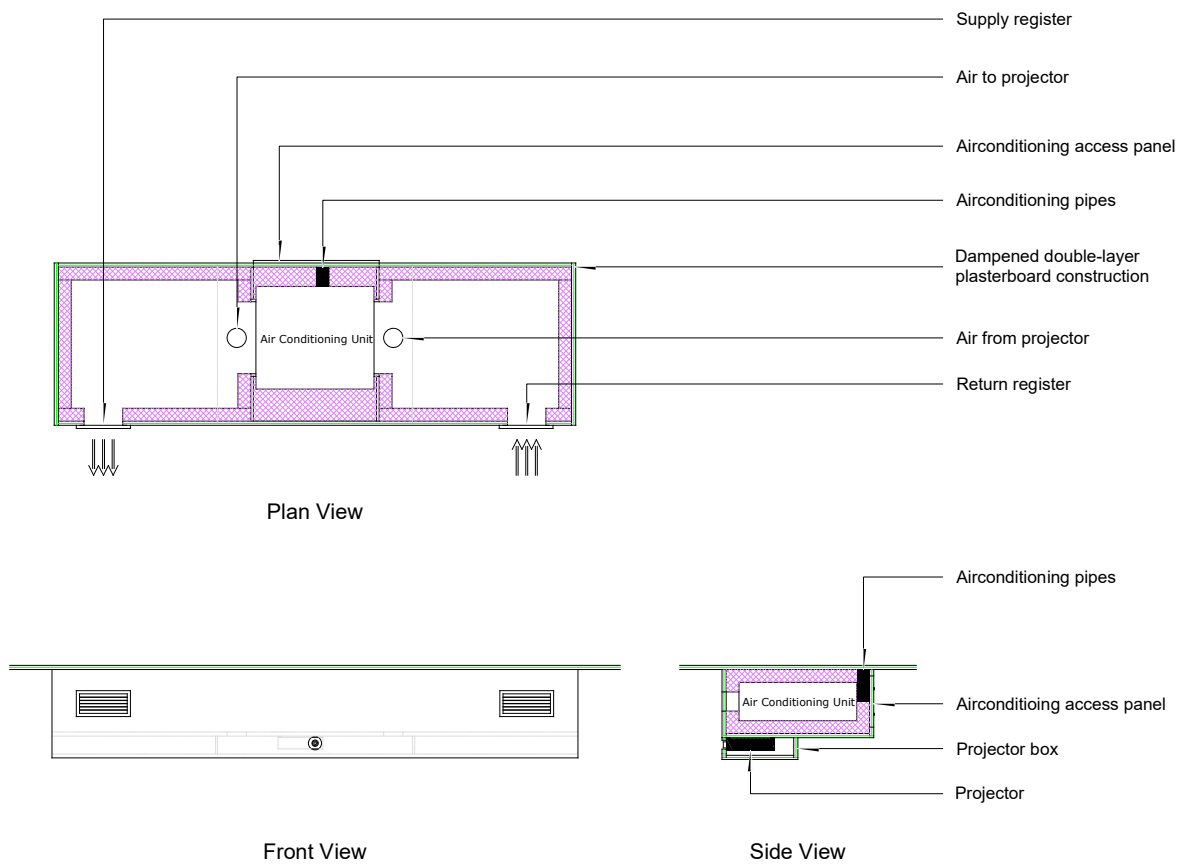 Supply register
Air to projector
Airconditioning access panel
Airconditioning pipes
Dampened double-layer
plasterboard construction
Air Conditioning Unit
Air from projector
Return register
Plan View
Airconditioning pipes
Air Conditioning Unit
Airconditioing access panel
Projector box
Projector
Front View
Side View